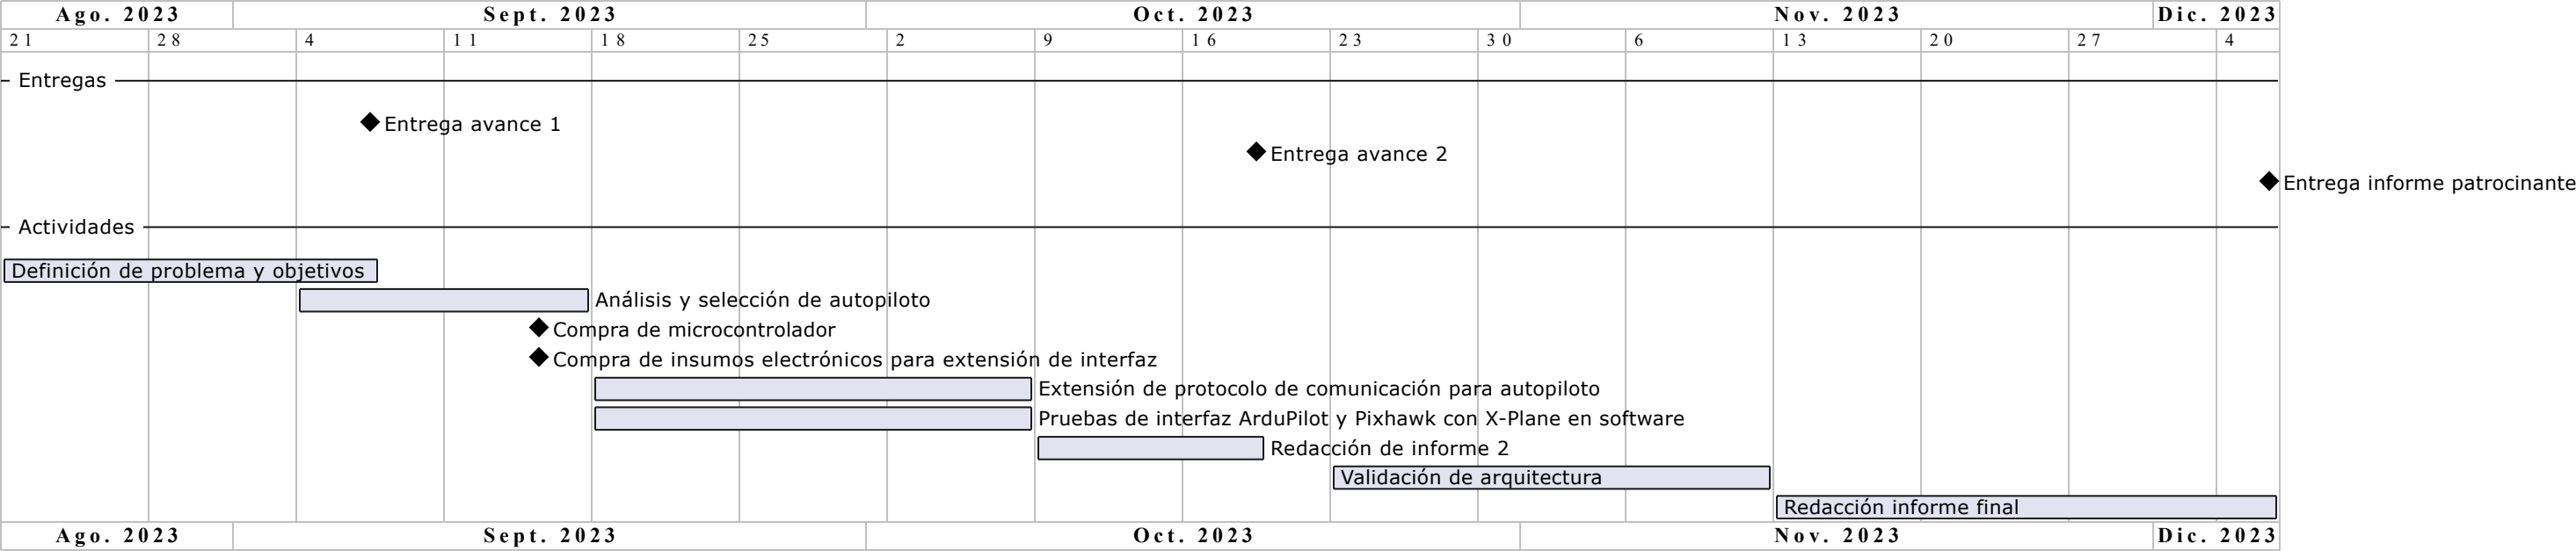 Ago. 2023 Sept. 2023 Oct. 2023 Nov. 2023 Dic. 2023
21 28 4 11 18 25 2 9 16 23 30 6 13 20 27 4
Entregas
Entrega avance 1
Entrega avance 2
Entrega informe patrocinante
Actividades
Definición de problema y objetivos
Análisis y selección de autopiloto
Compra de microcontrolador
Compra de insumos electrónicos para extensión de interfaz
Extensión de protocolo de comunicación para autopiloto
Pruebas de interfaz ArduPilot y Pixhawk con X-Plane en software
Redacción de informe 2
Validación de arquitectura
Redacción informe final
Ago. 2023 Sept. 2023 Oct. 2023 Nov. 2023 Dic. 2023